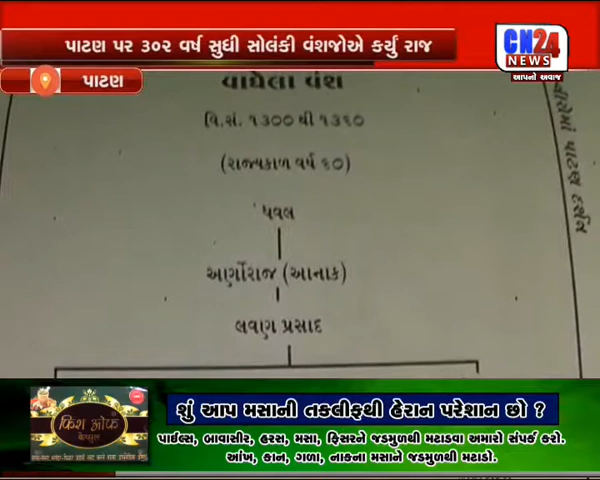 પાટણ પર ૩૦૨ વર્ષ સુધી સોલંકી વંશજોએ કર્યું રાજ
CN24
NEWS
આપનો અવાજ
પાટણ
વાઘેલા વંશ
વિ.સં. ૧૩૦૦ થી ૧૩૬૦
(રાજ્યકાળ વર્ષ ૬૦)
ધવલ
અર્ણોરાજ (આનાક)
લવણ પ્રસાદ
પાટણ દર્શન
શું આપ મસાની તકલીફથી હેરાન પરેશાન છો ?
પાઈલ્સ, બાવાસીર, હરસ, મસા, ફિસરને જડમુળથી મટાડવા અમારો સંપર્ક કરો.
આંખ, કાન, ગળા, નાકના મસાને જડમુળથી મટાડો.